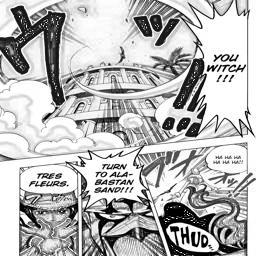 YOU
WITCH
!!!
TRES
FLEURS.
TURN
TO ALA-
BASTAN
SAND!!!
HA HA HA
HA HA HA!!
THUD..